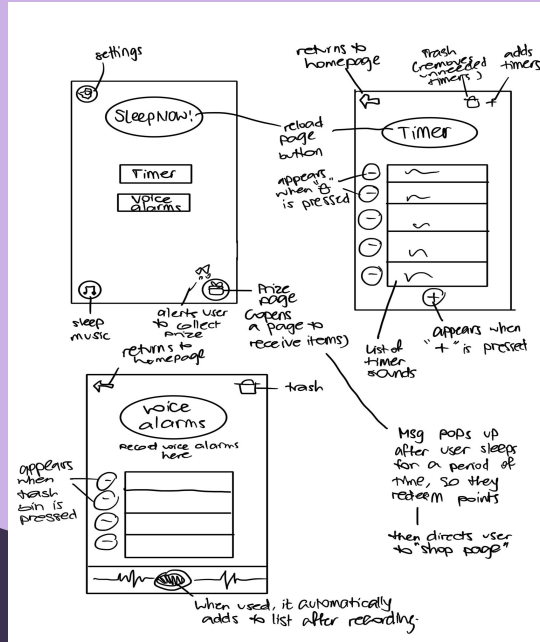 settings
SleepNow!
Timer
voice
alarms
sleep
music
alerts user
to collect
prize
Prize
page
(opens
a page to
receive items)
reload
page
button
returns to
homepage
trash
(removes
unneeded
timers)
adds
timers
Timer
appears
when "
is pressed
List of
timer
sounds
appears when
"+" is pressed
returns to
homepage
trash
voice
alarms
Record voice alarms
here
appears
when
trash
bin is
pressed
when used, it automatically
adds to list after recording.
Msg pops up
after user sleeps
for a period of
time, so they
redeem points
then directs user
to "shop page"